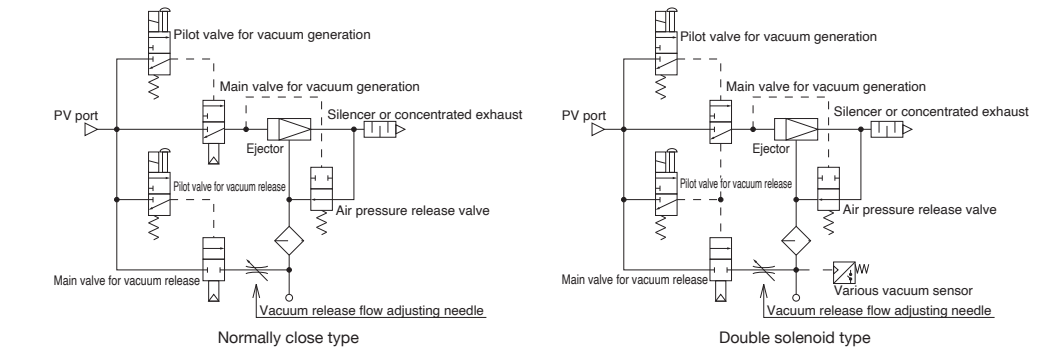 Pilot valve for vacuum generation
Main valve for vacuum generation
PV port
Silencer or concentrated exhaust
Ejector
Pilot valve for vacuum release
Air pressure release valve
Main valve for vacuum release
Vacuum release flow adjusting needle
Normally close type
Pilot valve for vacuum generation
Main valve for vacuum generation
PV port
Silencer or concentrated exhaust
Ejector
Pilot valve for vacuum release
Air pressure release valve
Main valve for vacuum release
Various vacuum sensor
Vacuum release flow adjusting needle
Double solenoid type